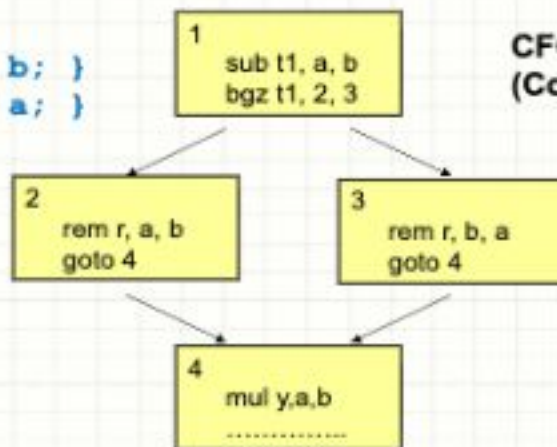 b; }
a; }
1
sub t1, a, b
bgz t1, 2, 3
2
rem r, a, b
goto 4
3
rem r, b, a
goto 4
4
mul y,a,b
..............